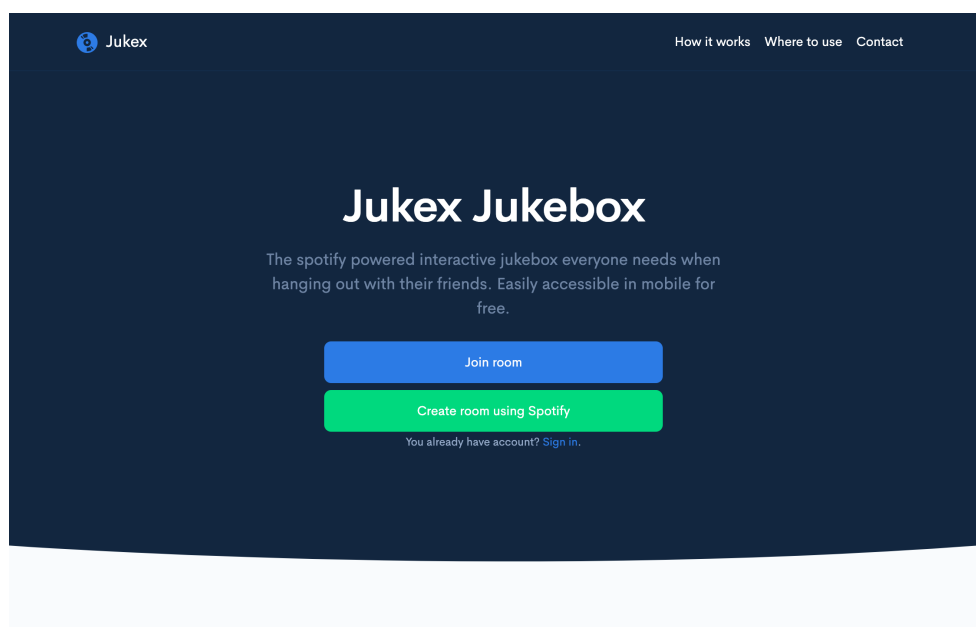 Jukex
How it works Where to use Contact
Jukex Jukebox
The spotify powered interactive jukebox everyone needs when
hanging out with their friends. Easily accessible in mobile for
free.
Join room
Create room using Spotify
You already have account? Sign in.